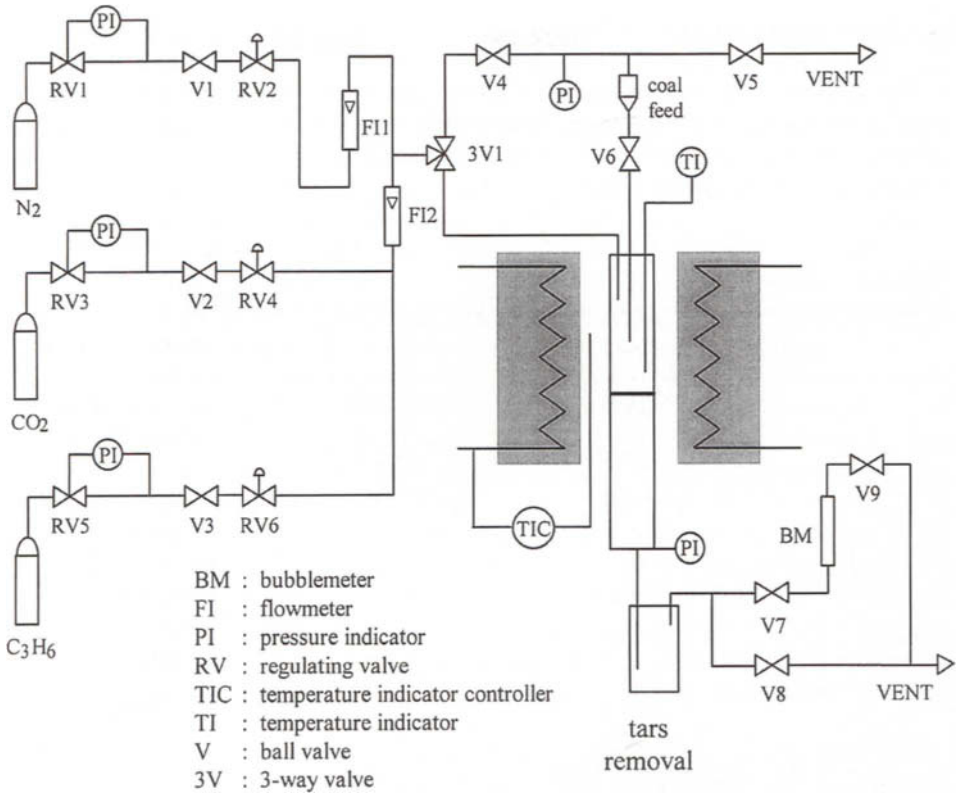 PI
RV1
V1
RV2
N2
FI1
3V1
V4
PI
coal
feed
V5
VENT
V6
TI
FI2
PI
RV3
V2
RV4
CO2
PI
RV5
V3
RV6
C3H6
TIC
PI
V9
BM
V7
V8
VENT
tars
removal
BM : bubblemeter
FI : flowmeter
PI : pressure indicator
RV : regulating valve
TIC : temperature indicator controller
TI : temperature indicator
V : ball valve
3V : 3-way valve